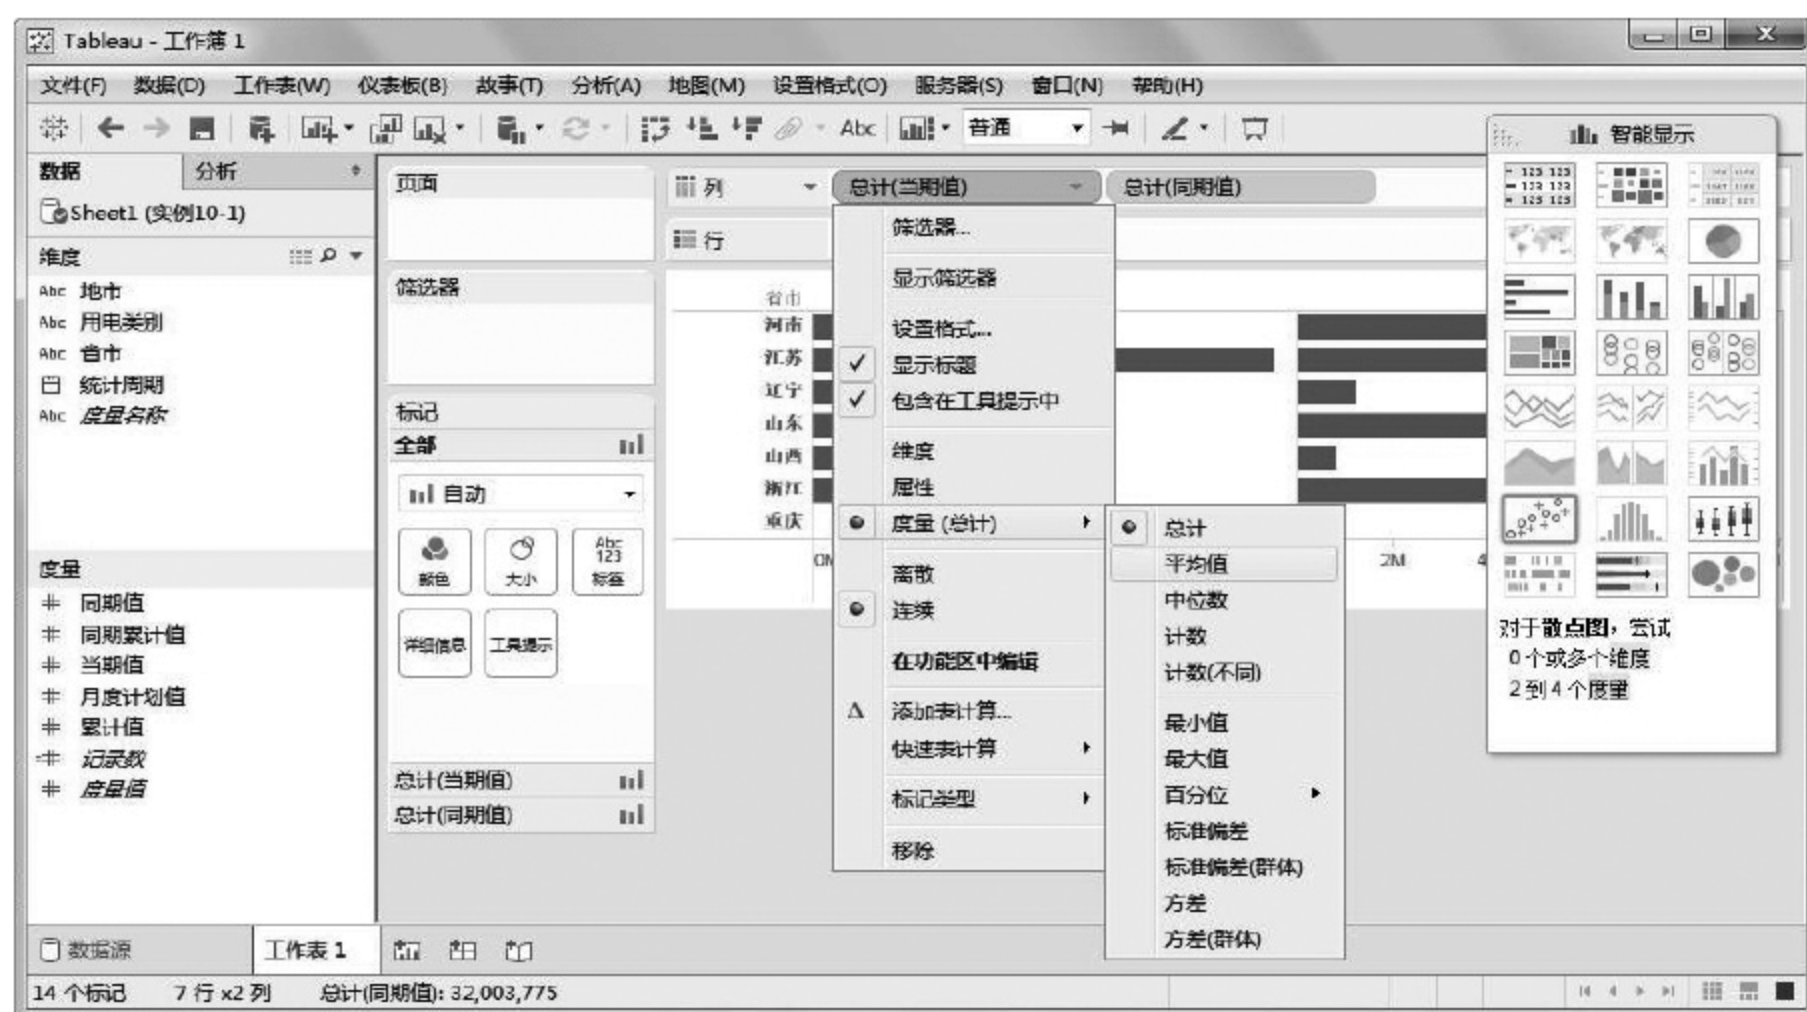 Tableau - 工作簿 1
文件(F) 数据(D) 工作表(W) 仪表板(B) 故事(T) 分析(A) 地图(M) 设置格式(O) 服务器(S) 窗口(N) 帮助(H)
Abc 普通
数据 分析
Sheet1 (实例10-1)
维度
Abc 地市
Abc 用电类别
Abc 省市
统计周期
Abc 度量名称
度量
同期值
同期累计值
当期值
月度计划值
累计值
记录数
度量值
页面
筛选器
标记
全部
自动
颜色 大小 Abc 123 标签
详细信息 工具提示
总计(当期值)
总计(同期值)
列 总计(当期值) 总计(同期值)
行
省市
河南
江苏
辽宁
山东
山西
浙江
重庆
0M 2M 4
筛选器...
显示筛选器
设置格式...
显示标题
包含在工具提示中
维度
属性
度量 (总计)
离散
连续
在功能区中编辑
添加表计算...
快速表计算
标记类型
移除
总计
平均值
中位数
计数
计数(不同)
最小值
最大值
百分位
标准偏差
标准偏差(群体)
方差
方差(群体)
智能显示
123 123
123 123
123 123
对于散点图，尝试
0 个或多个维度
2 到 4 个度量
数据源 工作表 1
14 个标记 7 行 x2 列 总计(同期值): 32,003,775